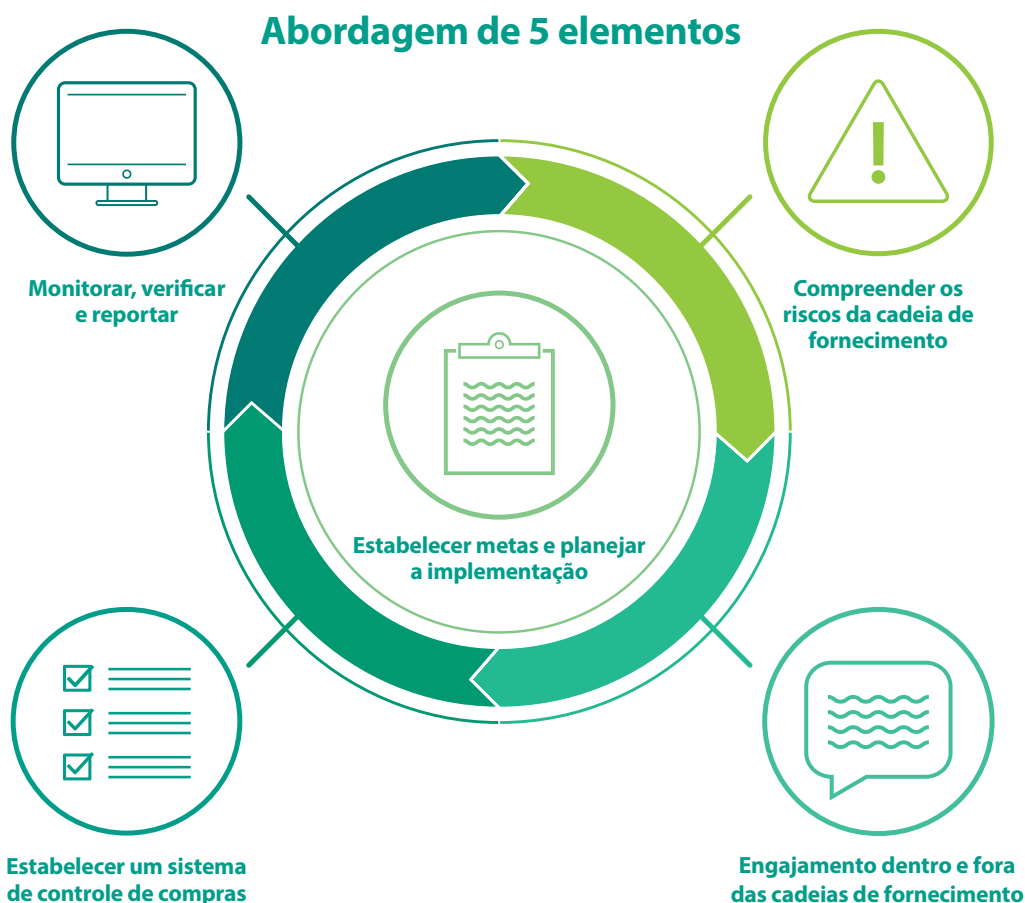 Abordagem de 5 elementos
Monitorar, verificar
e reportar
Compreender os
riscos da cadeia de
fornecimento
Estabelecer metas e planejar
a implementação
Estabelecer um sistema
de controle de compras
Engajamento dentro e fora
das cadeias de fornecimento